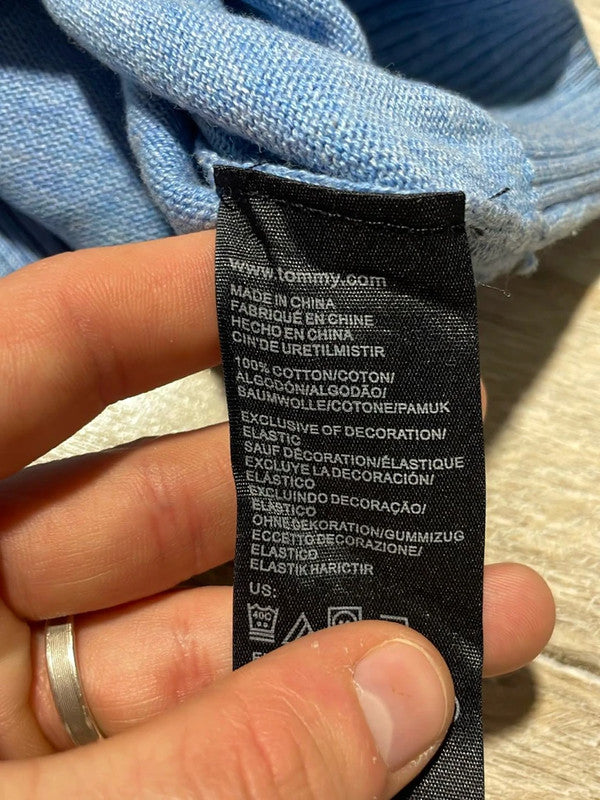 www.tommy.com
MADE IN CHINA
FABRIQUÉ EN CHINE
HECHO EN CHINA
CIN'DE URETILMISTIR
100% COTTON/COTON/
ALGODÓN/ALGODÃO/
BAUMWOLLE/COTONE/PAMUK
EXCLUSIVE OF DECORATION/
ELASTIC
SAUF DÉCORATION/ÉLASTIQUE
EXCLUYE LA DECORACIÓN/
ELÁSTICO
EXCLUINDO DECORAÇÃO/
ELÁSTICO
OHNE DEKORATION/GUMMIZUG
ECCETTO DECORAZIONE/
ELASTICO
ELASTIK HARICTIR
US:
40C